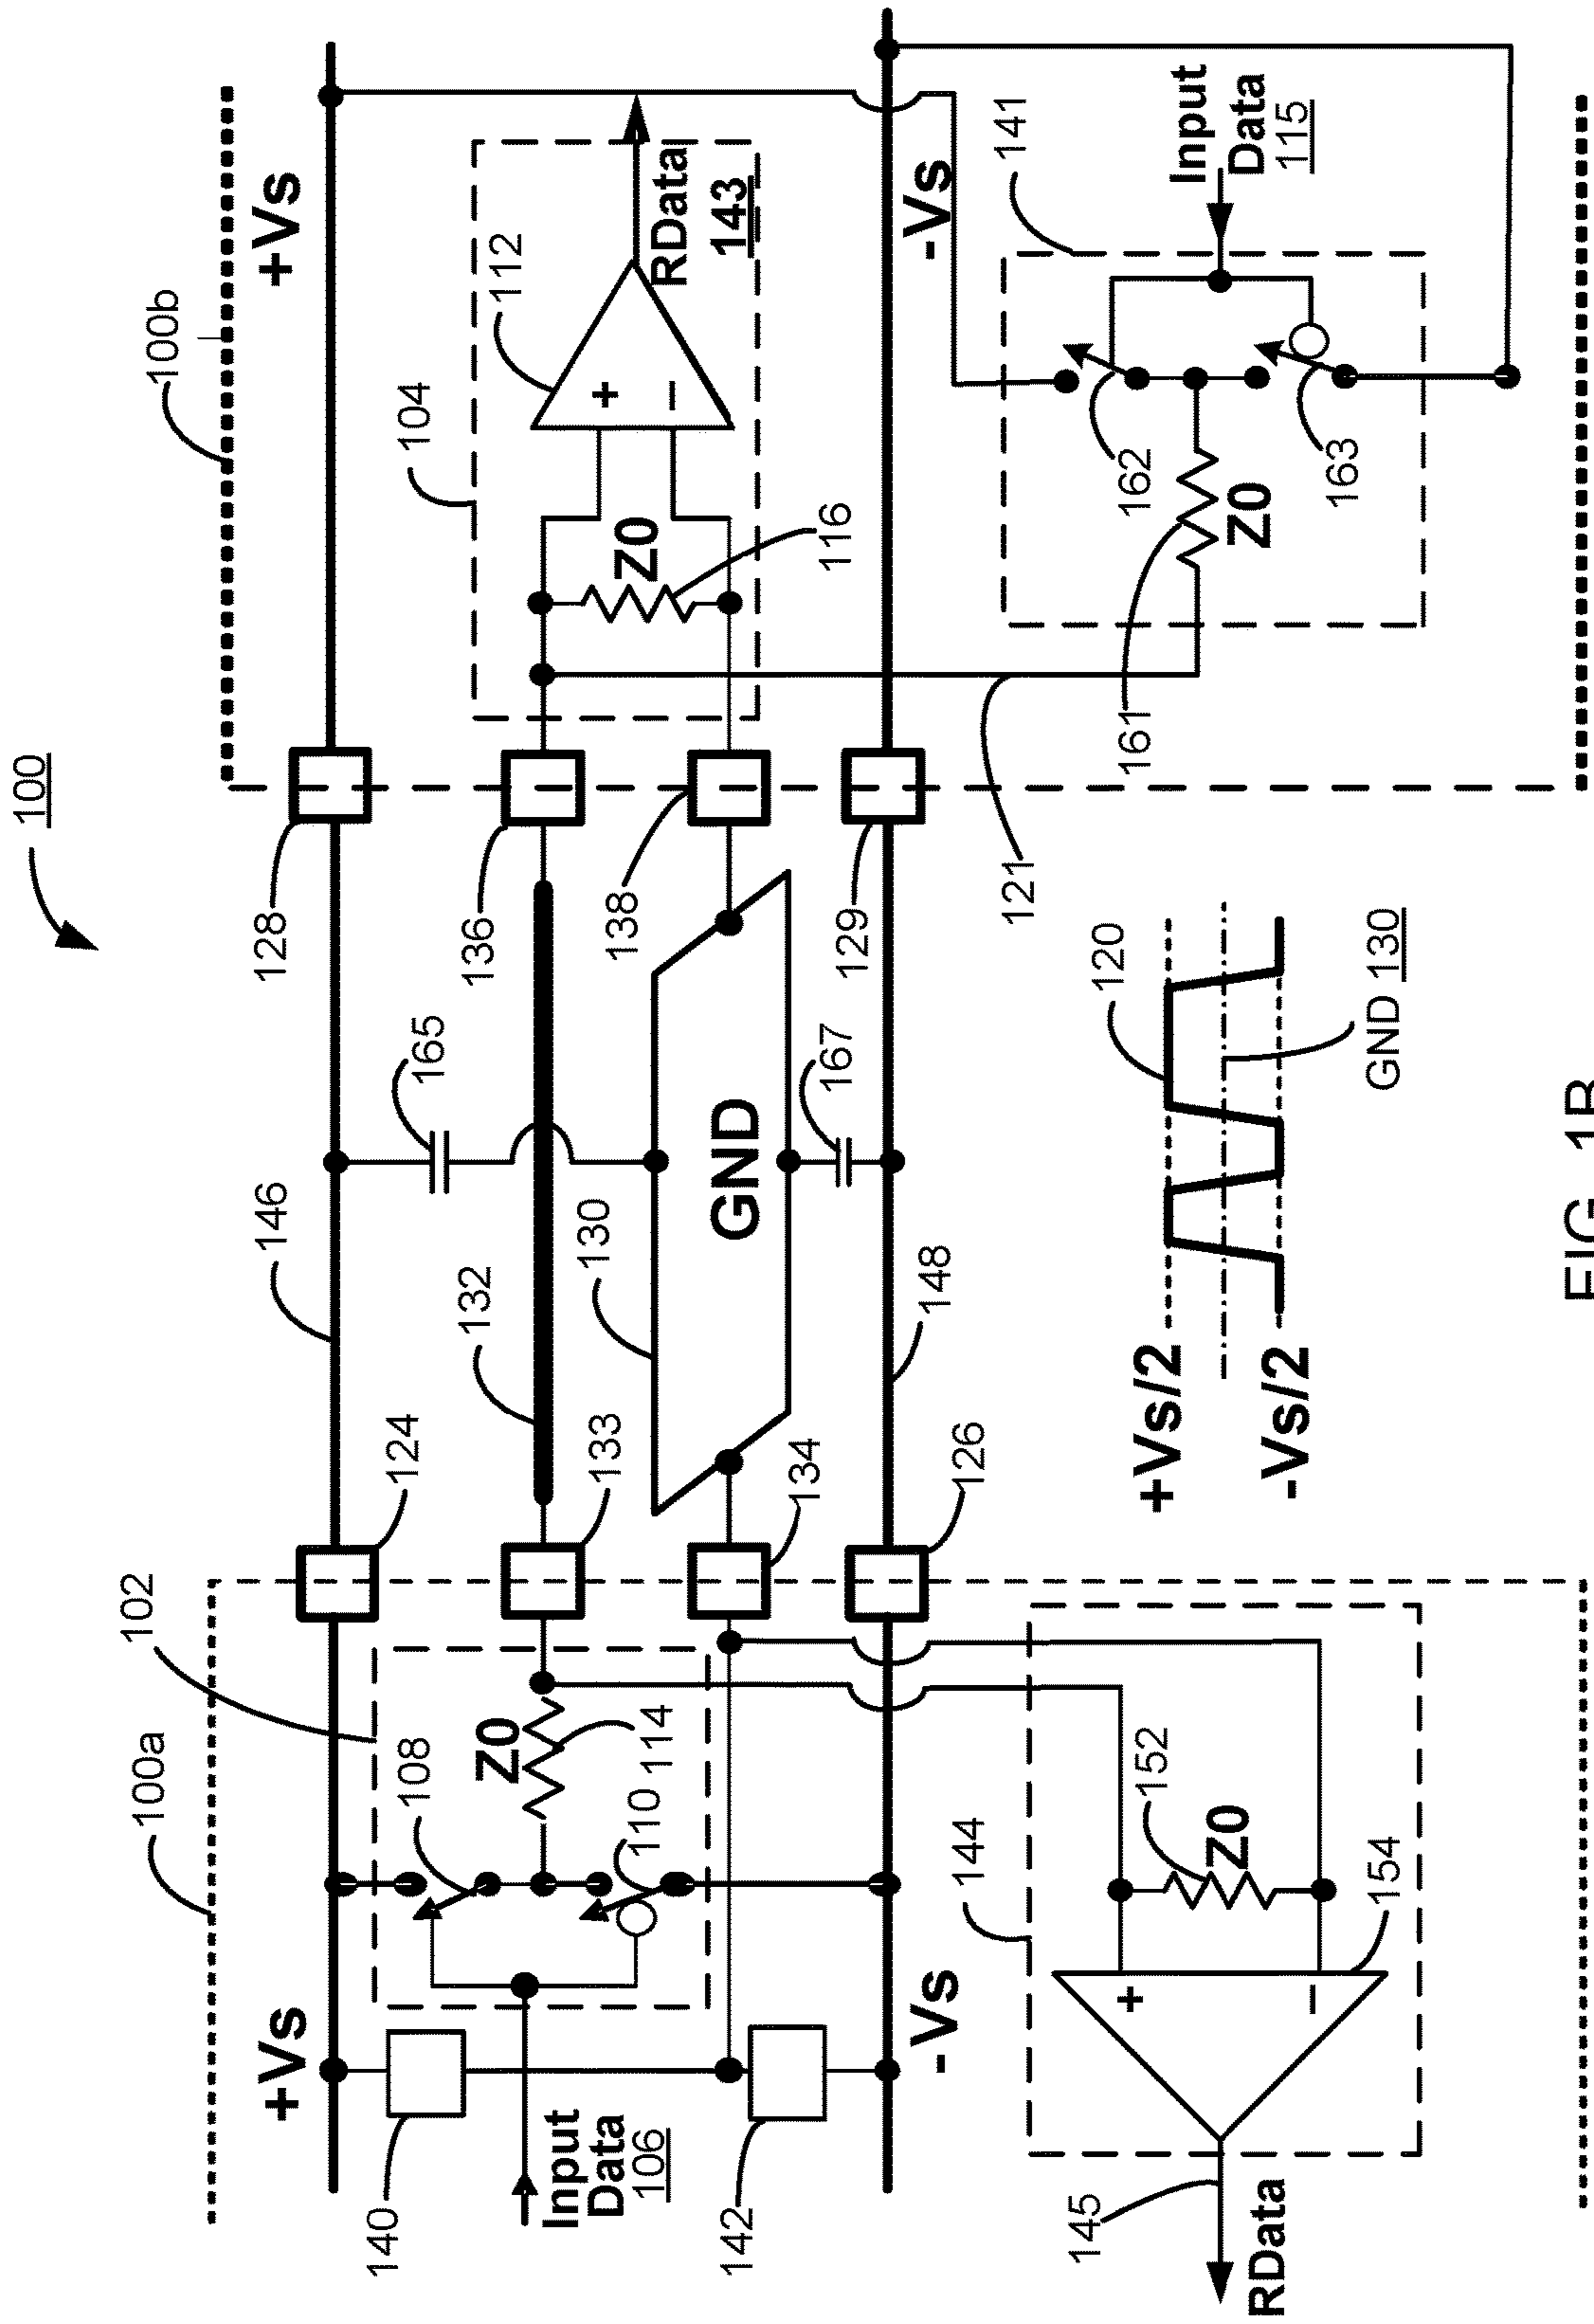 100
100a
100b
102
124
146
128
+Vs
+Vs
140
108
Z0
114
110
133
132
165
136
104
112
+
−
Z0
116
RData
143
Input
Data
106
142
134
130
GND
138
167
-Vs
126
148
129
-Vs
144
152
Z0
154
+
−
145
RData
+Vs/2
-Vs/2
120
GND 130
121
161
Z0
162
163
141
Input
Data
115
FIG. 1B